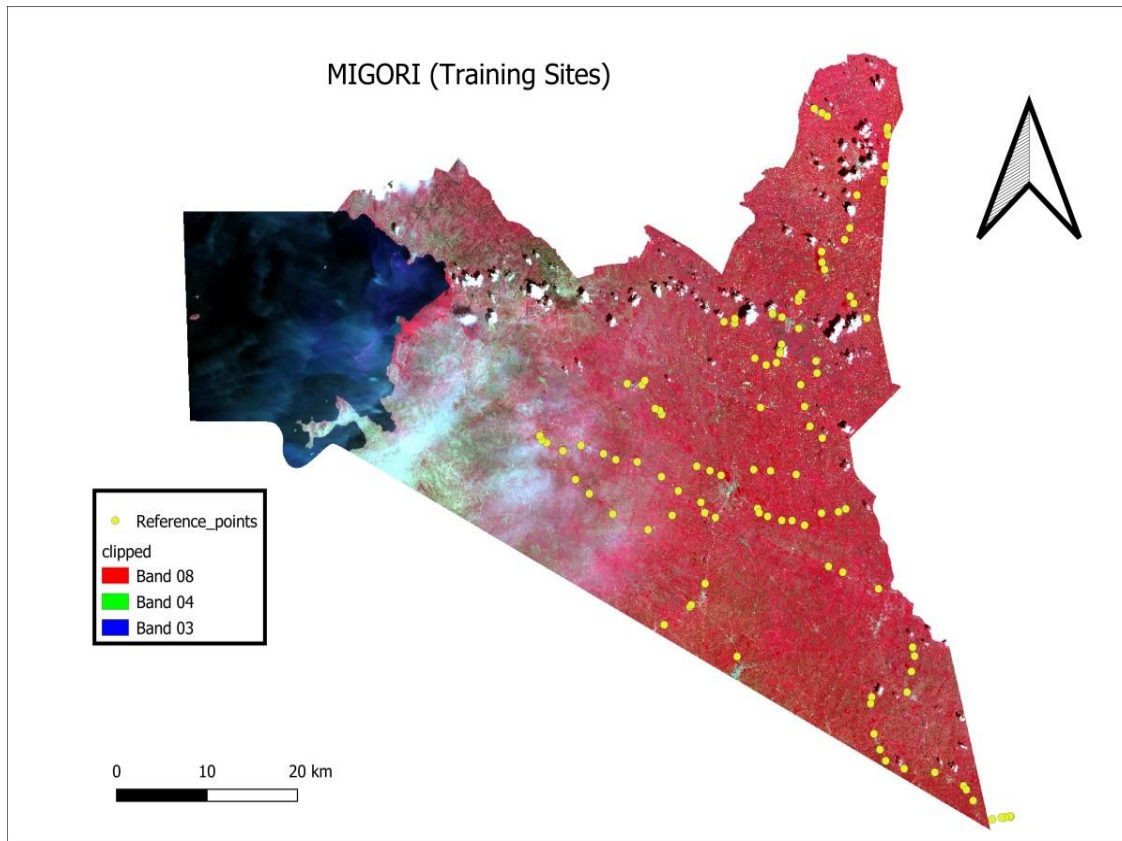 MIGORI (Training Sites)
Reference_points
clipped
Band 08
Band 04
Band 03
0 10 20 km